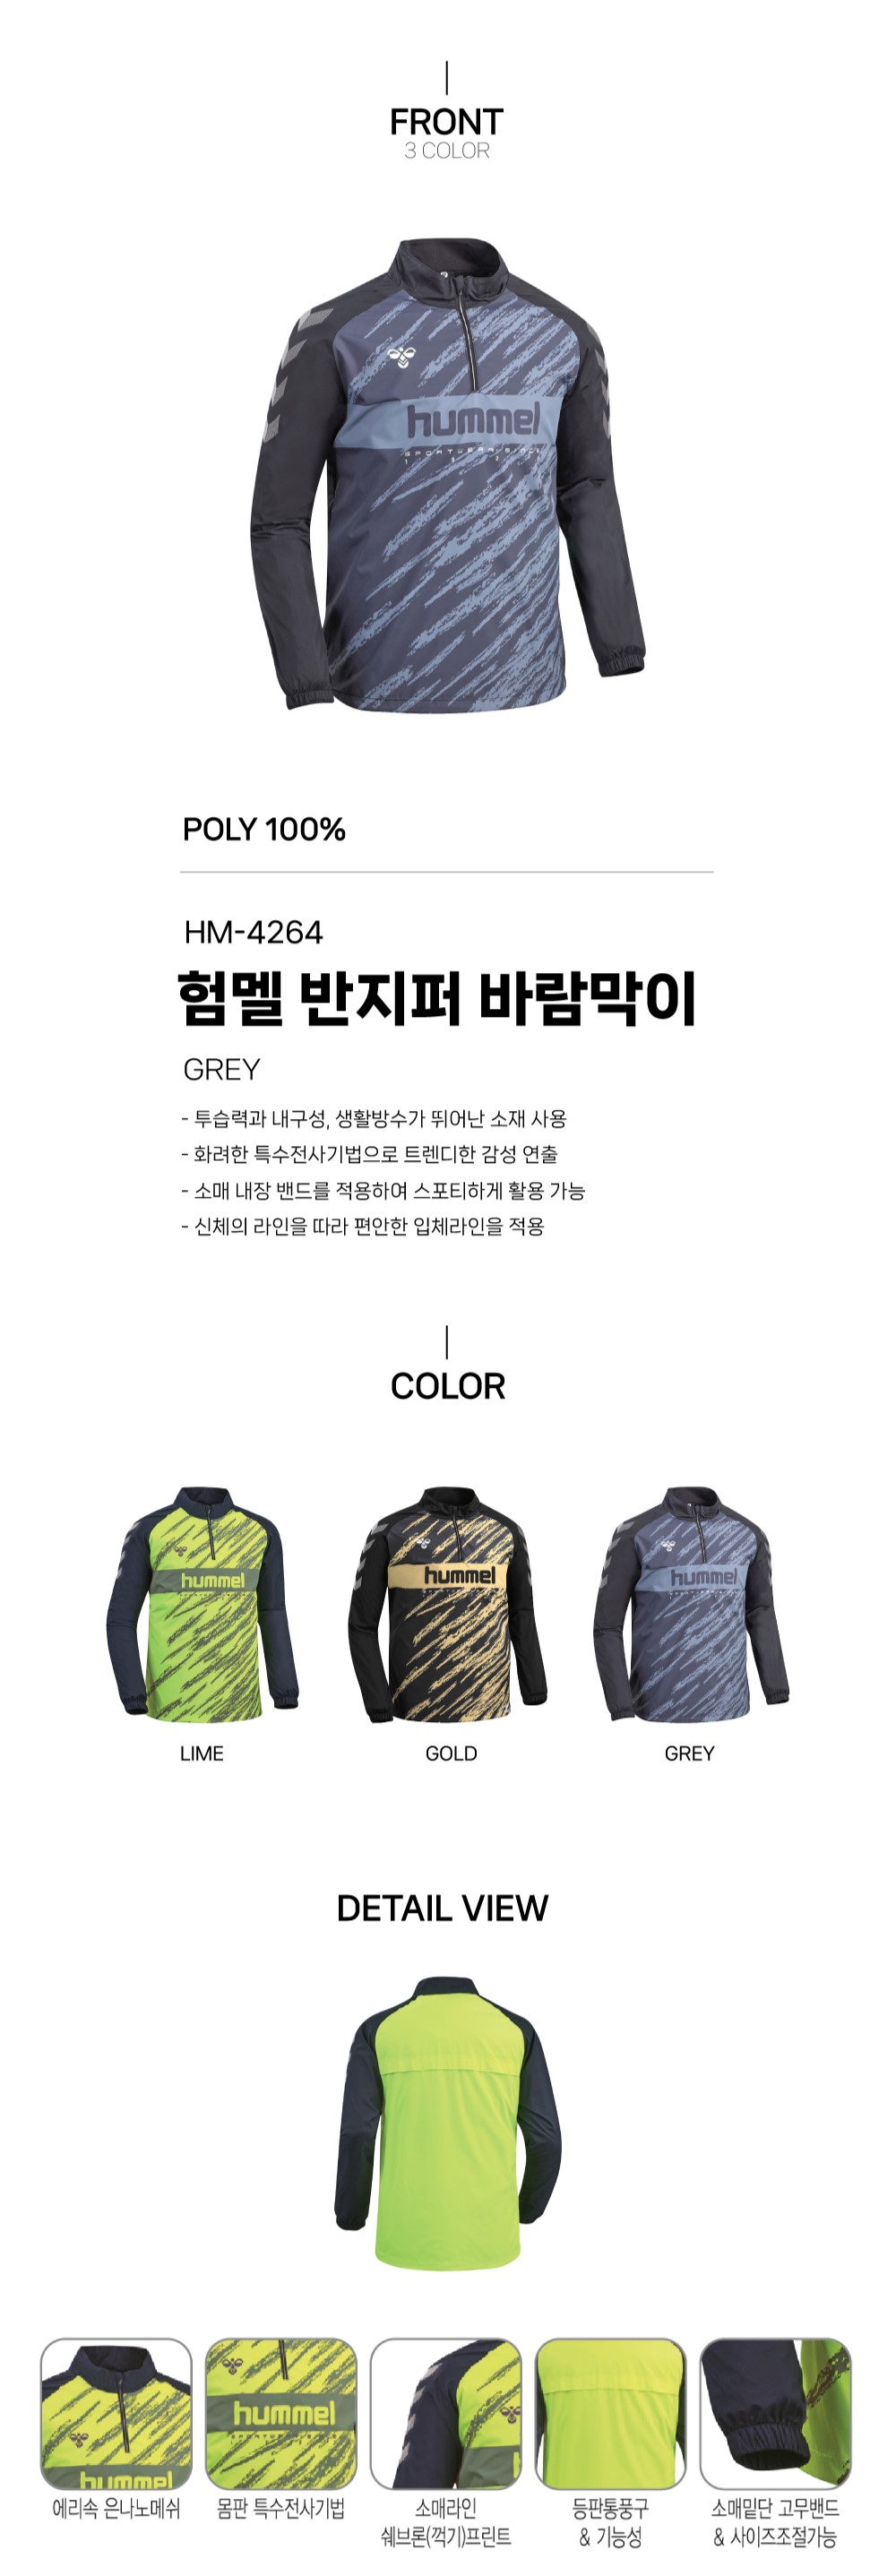 FRONT
3 COLOR
hummel
POLY 100%
HM-4264
험멜 반지퍼 바람막이
GREY
- 투습력과 내구성, 생활방수가 뛰어난 소재 사용
- 화려한 특수전사기법으로 트렌디한 감성 연출
- 소매 내장 밴드를 적용하여 스포티하게 활용 가능
- 신체의 라인을 따라 편안한 입체라인을 적용
COLOR
hummel
hummel
hummel
LIME
GOLD
GREY
DETAIL VIEW
hummel
hummel
에리속 은나노메쉬
몸판 특수전사기법
소매라인
쉐브론(꺽기)프린트
등판통풍구
& 기능성
소매밑단 고무밴드
& 사이즈조절가능